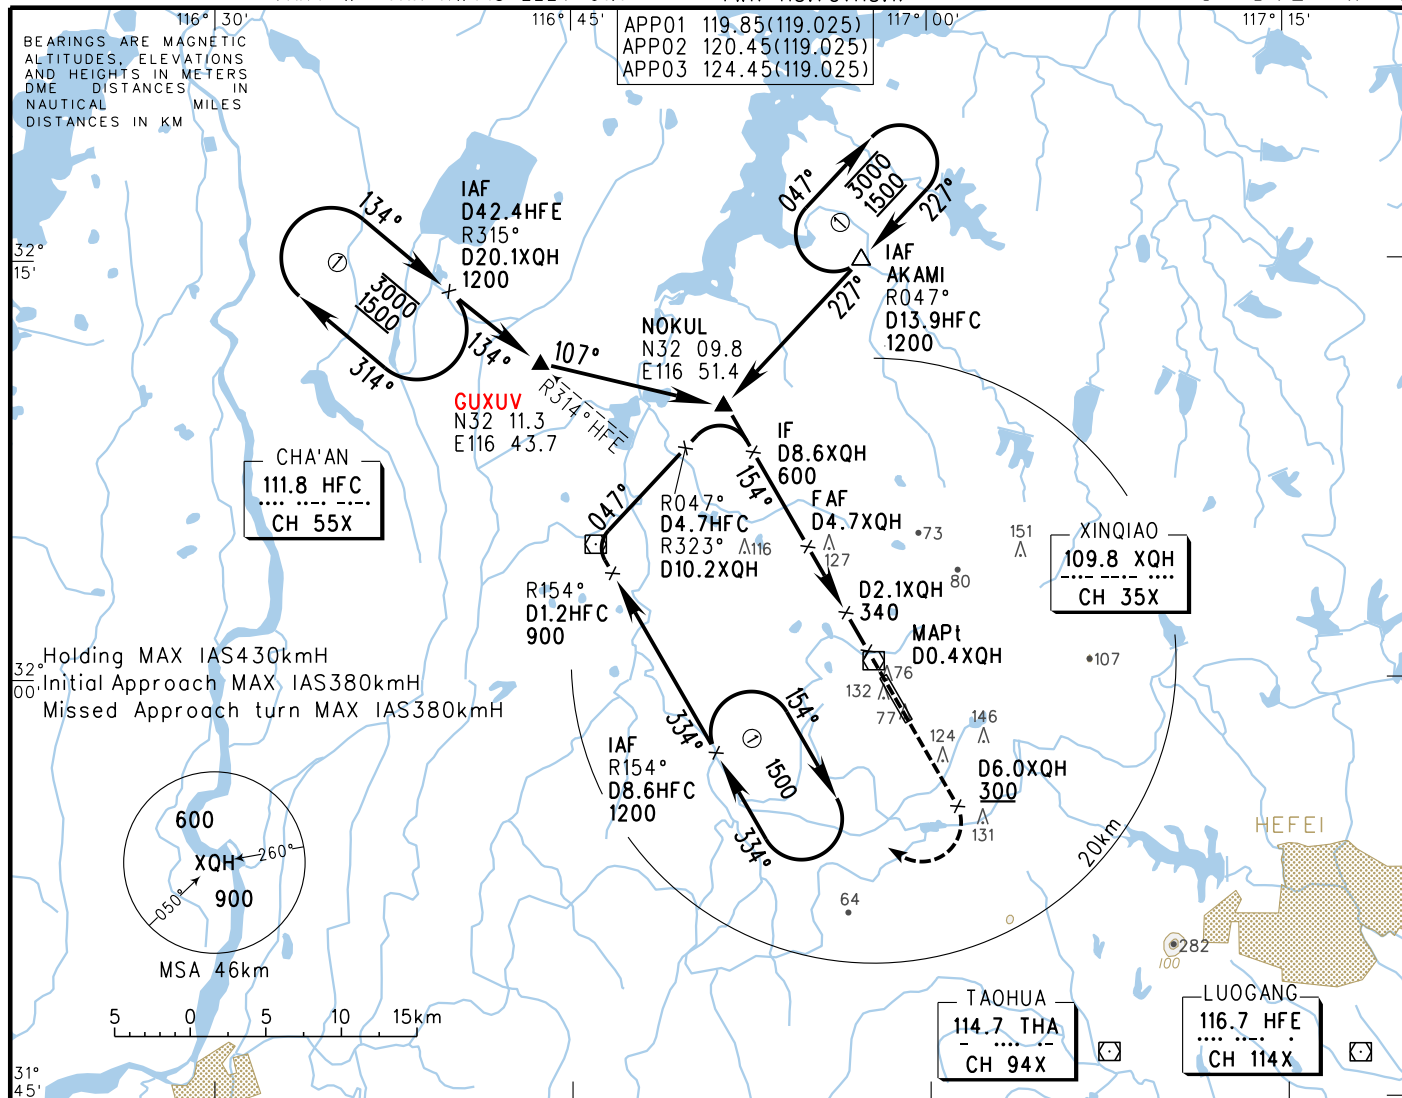 116° 30'
116° 45'
117° 00'
117° 15'
BEARINGS ARE MAGNETIC
ALTITUDES, ELEVATIONS
AND HEIGHTS IN METERS
DME DISTANCES IN
NAUTICAL MILES
DISTANCES IN KM
APP01 119.85(119.025)
APP02 120.45(119.025)
APP03 124.45(119.025)
32°
15'
134°
①
3000
1500
314°
IAF
D42.4HFE
R315°
D20.1XQH
1200
134°
047°
3000
1500
①
227°
IAF
AKAMI
R047°
D13.9HFC
1200
227°
NOKUL
N32 09.8
E116 51.4
107°
R314°HFE
GUXUV
N32 11.3
E116 43.7
CHA'AN
111.8 HFC
CH 55X
IF
D8.6XQH
600
154°
FAF
D4.7XQH
127
047°
R047°
D4.7HFC
R323°
D10.2XQH
116
73
151
80
XINQIAO
109.8 XQH
CH 35X
R154°
D1.2HFC
900
D2.1XQH
340
MAPt
D0.4XQH
107
76
132
77
32°
00'
Holding MAX IAS430kmH
Initial Approach MAX IAS380kmH
Missed Approach turn MAX IAS380kmH
334°
154°
①
1500
334°
IAF
R154°
D8.6HFC
1200
146
124
D6.0XQH
300
131
20km
HEFEI
600
XQH
260°
050°
900
MSA 46km
64
0
282
100
5 0 5 10 15km
TAOHUA
114.7 THA
CH 94X
LUOGANG
116.7 HFE
CH 114X
31°
45'